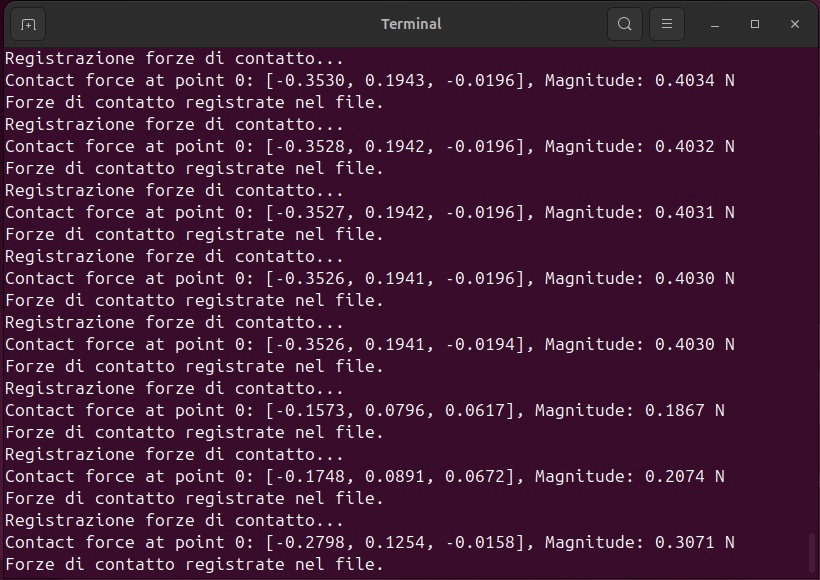 Terminal
Registrazione forze di contatto...
Contact force at point 0: [-0.3530, 0.1943, -0.0196], Magnitude: 0.4034 N
Forze di contatto registrate nel file.
Registrazione forze di contatto...
Contact force at point 0: [-0.3528, 0.1942, -0.0196], Magnitude: 0.4032 N
Forze di contatto registrate nel file.
Registrazione forze di contatto...
Contact force at point 0: [-0.3527, 0.1942, -0.0196], Magnitude: 0.4031 N
Forze di contatto registrate nel file.
Registrazione forze di contatto...
Contact force at point 0: [-0.3526, 0.1941, -0.0196], Magnitude: 0.4030 N
Forze di contatto registrate nel file.
Registrazione forze di contatto...
Contact force at point 0: [-0.3526, 0.1941, -0.0194], Magnitude: 0.4030 N
Forze di contatto registrate nel file.
Registrazione forze di contatto...
Contact force at point 0: [-0.1573, 0.0796, 0.0617], Magnitude: 0.1867 N
Forze di contatto registrate nel file.
Registrazione forze di contatto...
Contact force at point 0: [-0.1748, 0.0891, 0.0672], Magnitude: 0.2074 N
Forze di contatto registrate nel file.
Registrazione forze di contatto...
Contact force at point 0: [-0.2798, 0.1254, -0.0158], Magnitude: 0.3071 N
Forze di contatto registrate nel file.